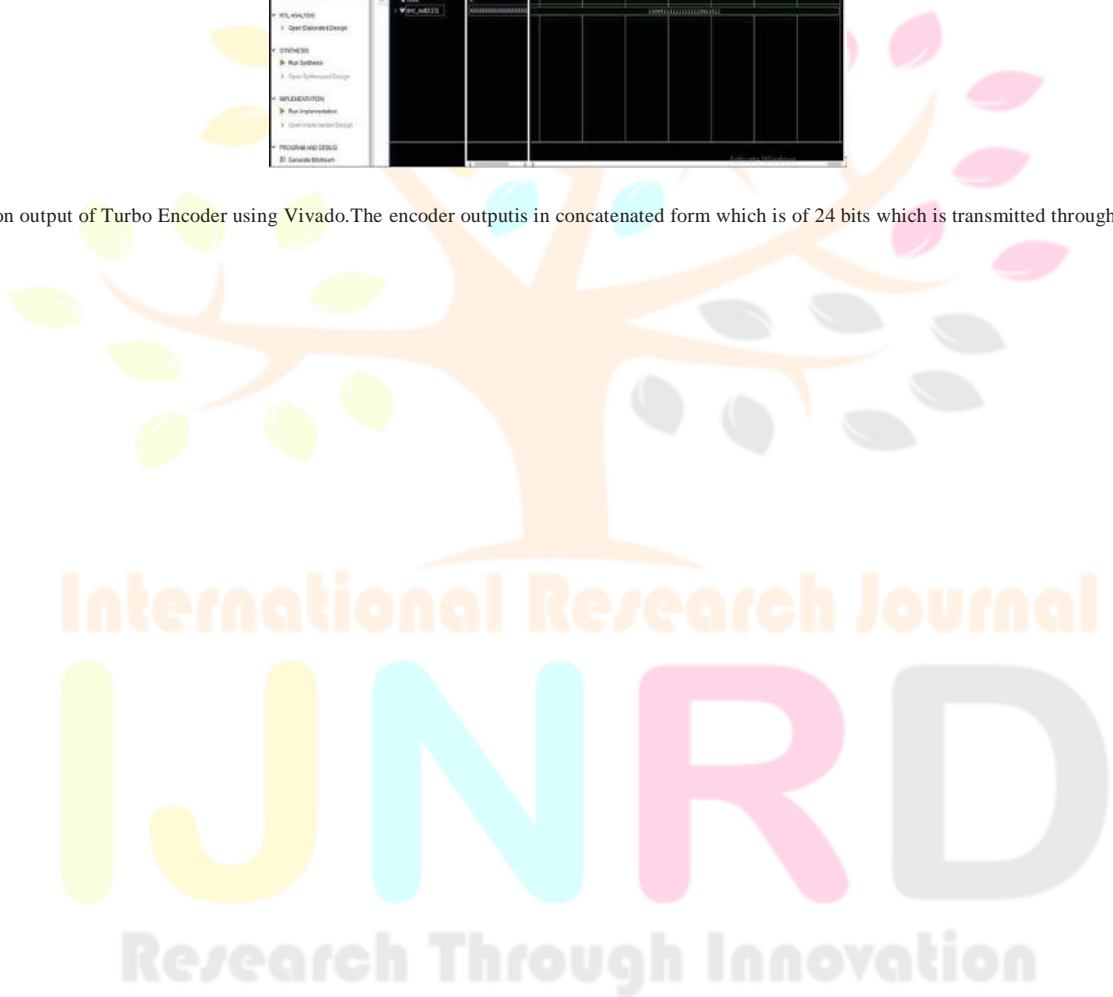 RTL ANALYSIS
Open Elaborated Design
SYNTHESIS
Run Synthesis
Open Synthesized Design
IMPLEMENTATION
Run Implementation
Open Implemented Design
PROGRAM AND DEBUG
Generate Bitstream
on output of Turbo Encoder using Vivado.The encoder outputis in concatenated form which is of 24 bits which is transmitted through
International Research Journal
IJNRD
Research Through Innovation